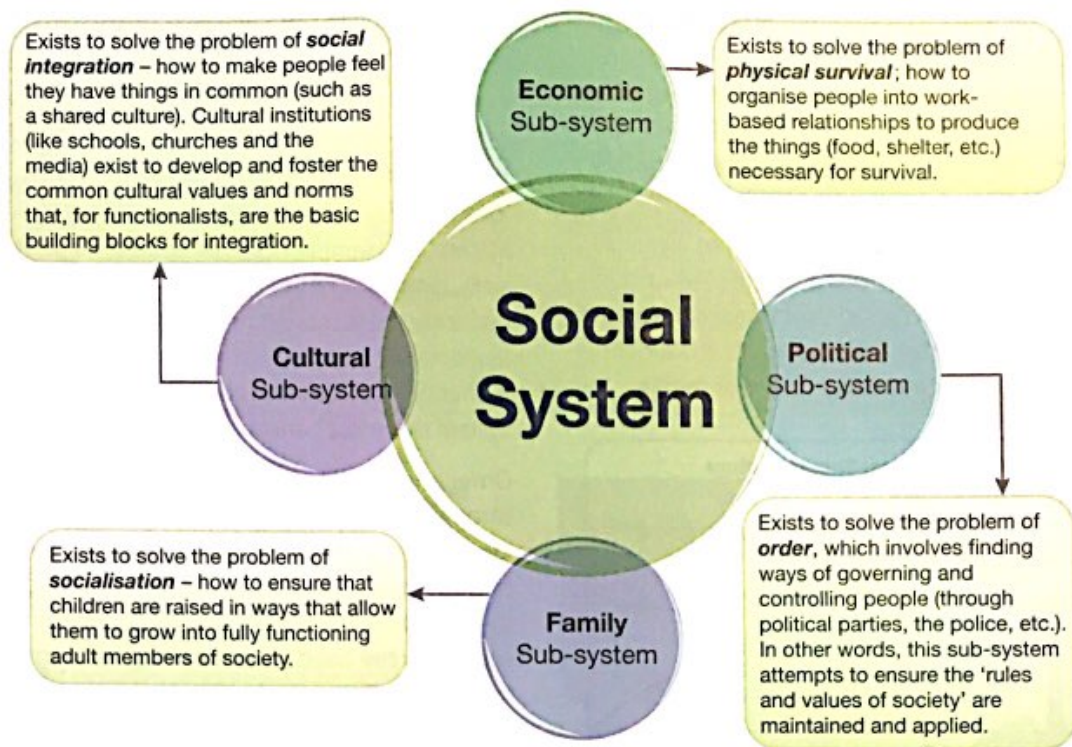 Exists to solve the problem of social
integration – how to make people feel
they have things in common (such as
a shared culture). Cultural institutions
(like schools, churches and the
media) exist to develop and foster the
common cultural values and norms
that, for functionalists, are the basic
building blocks for integration.
Economic
Sub-system
Exists to solve the problem of
physical survival; how to
organise people into work-
based relationships to produce
the things (food, shelter, etc.)
necessary for survival.
Cultural
Sub-system
Social
System
Political
Sub-system
Exists to solve the problem of
socialisation – how to ensure that
children are raised in ways that allow
them to grow into fully functioning
adult members of society.
Family
Sub-system
Exists to solve the problem of
order, which involves finding
ways of governing and
controlling people (through
political parties, the police, etc.).
In other words, this sub-system
attempts to ensure the 'rules
and values of society' are
maintained and applied.